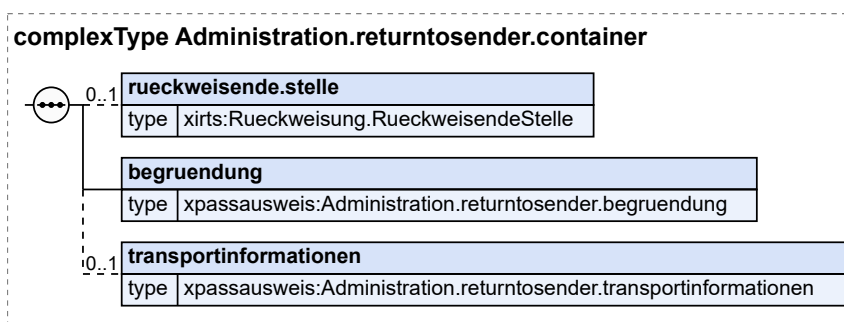 complexType Administration.returntosender.container
0..1
rueckweisende.stelle
type xirts:Rueckweisung.RueckweisendeStelle
begruendung
type xpassausweis:Administration.returntosender.begruendung
0..1
transportinformationen
type xpassausweis:Administration.returntosender.transportinformationen